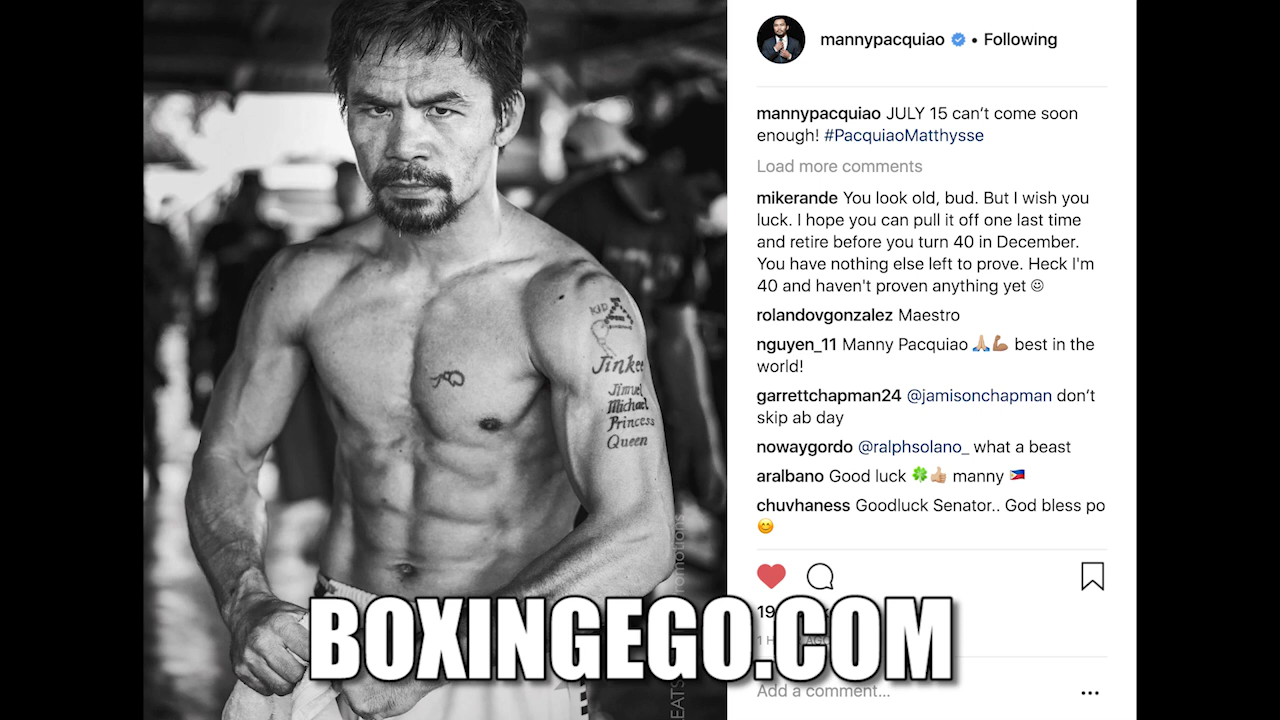 mannypacquiao • Following
mannypacquiao JULY 15 can't come soon
enough! #PacquiaoMatthysse
Load more comments
mikerande You look old, bud. But I wish you
luck. I hope you can pull it off one last time
and retire before you turn 40 in December.
You have nothing else left to prove. Heck I'm
40 and haven't proven anything yet ☺
rolandovgonzalez Maestro
nguyen_11 Manny Pacquiao 🙏🏼💪🏽 best in the
world!
garrettchapman24 @jamisonchapman don't
skip ab day
nowaygordo @ralphsolano_ what a beast
aralbano Good luck 🍀👍🏼 manny 🇵🇭
chuvhaness Goodluck Senator.. God bless po
😊
KID
Jinkee
Jimuel
Michael
Princess
Queen
BOXINGEGO.COM
Add a comment...